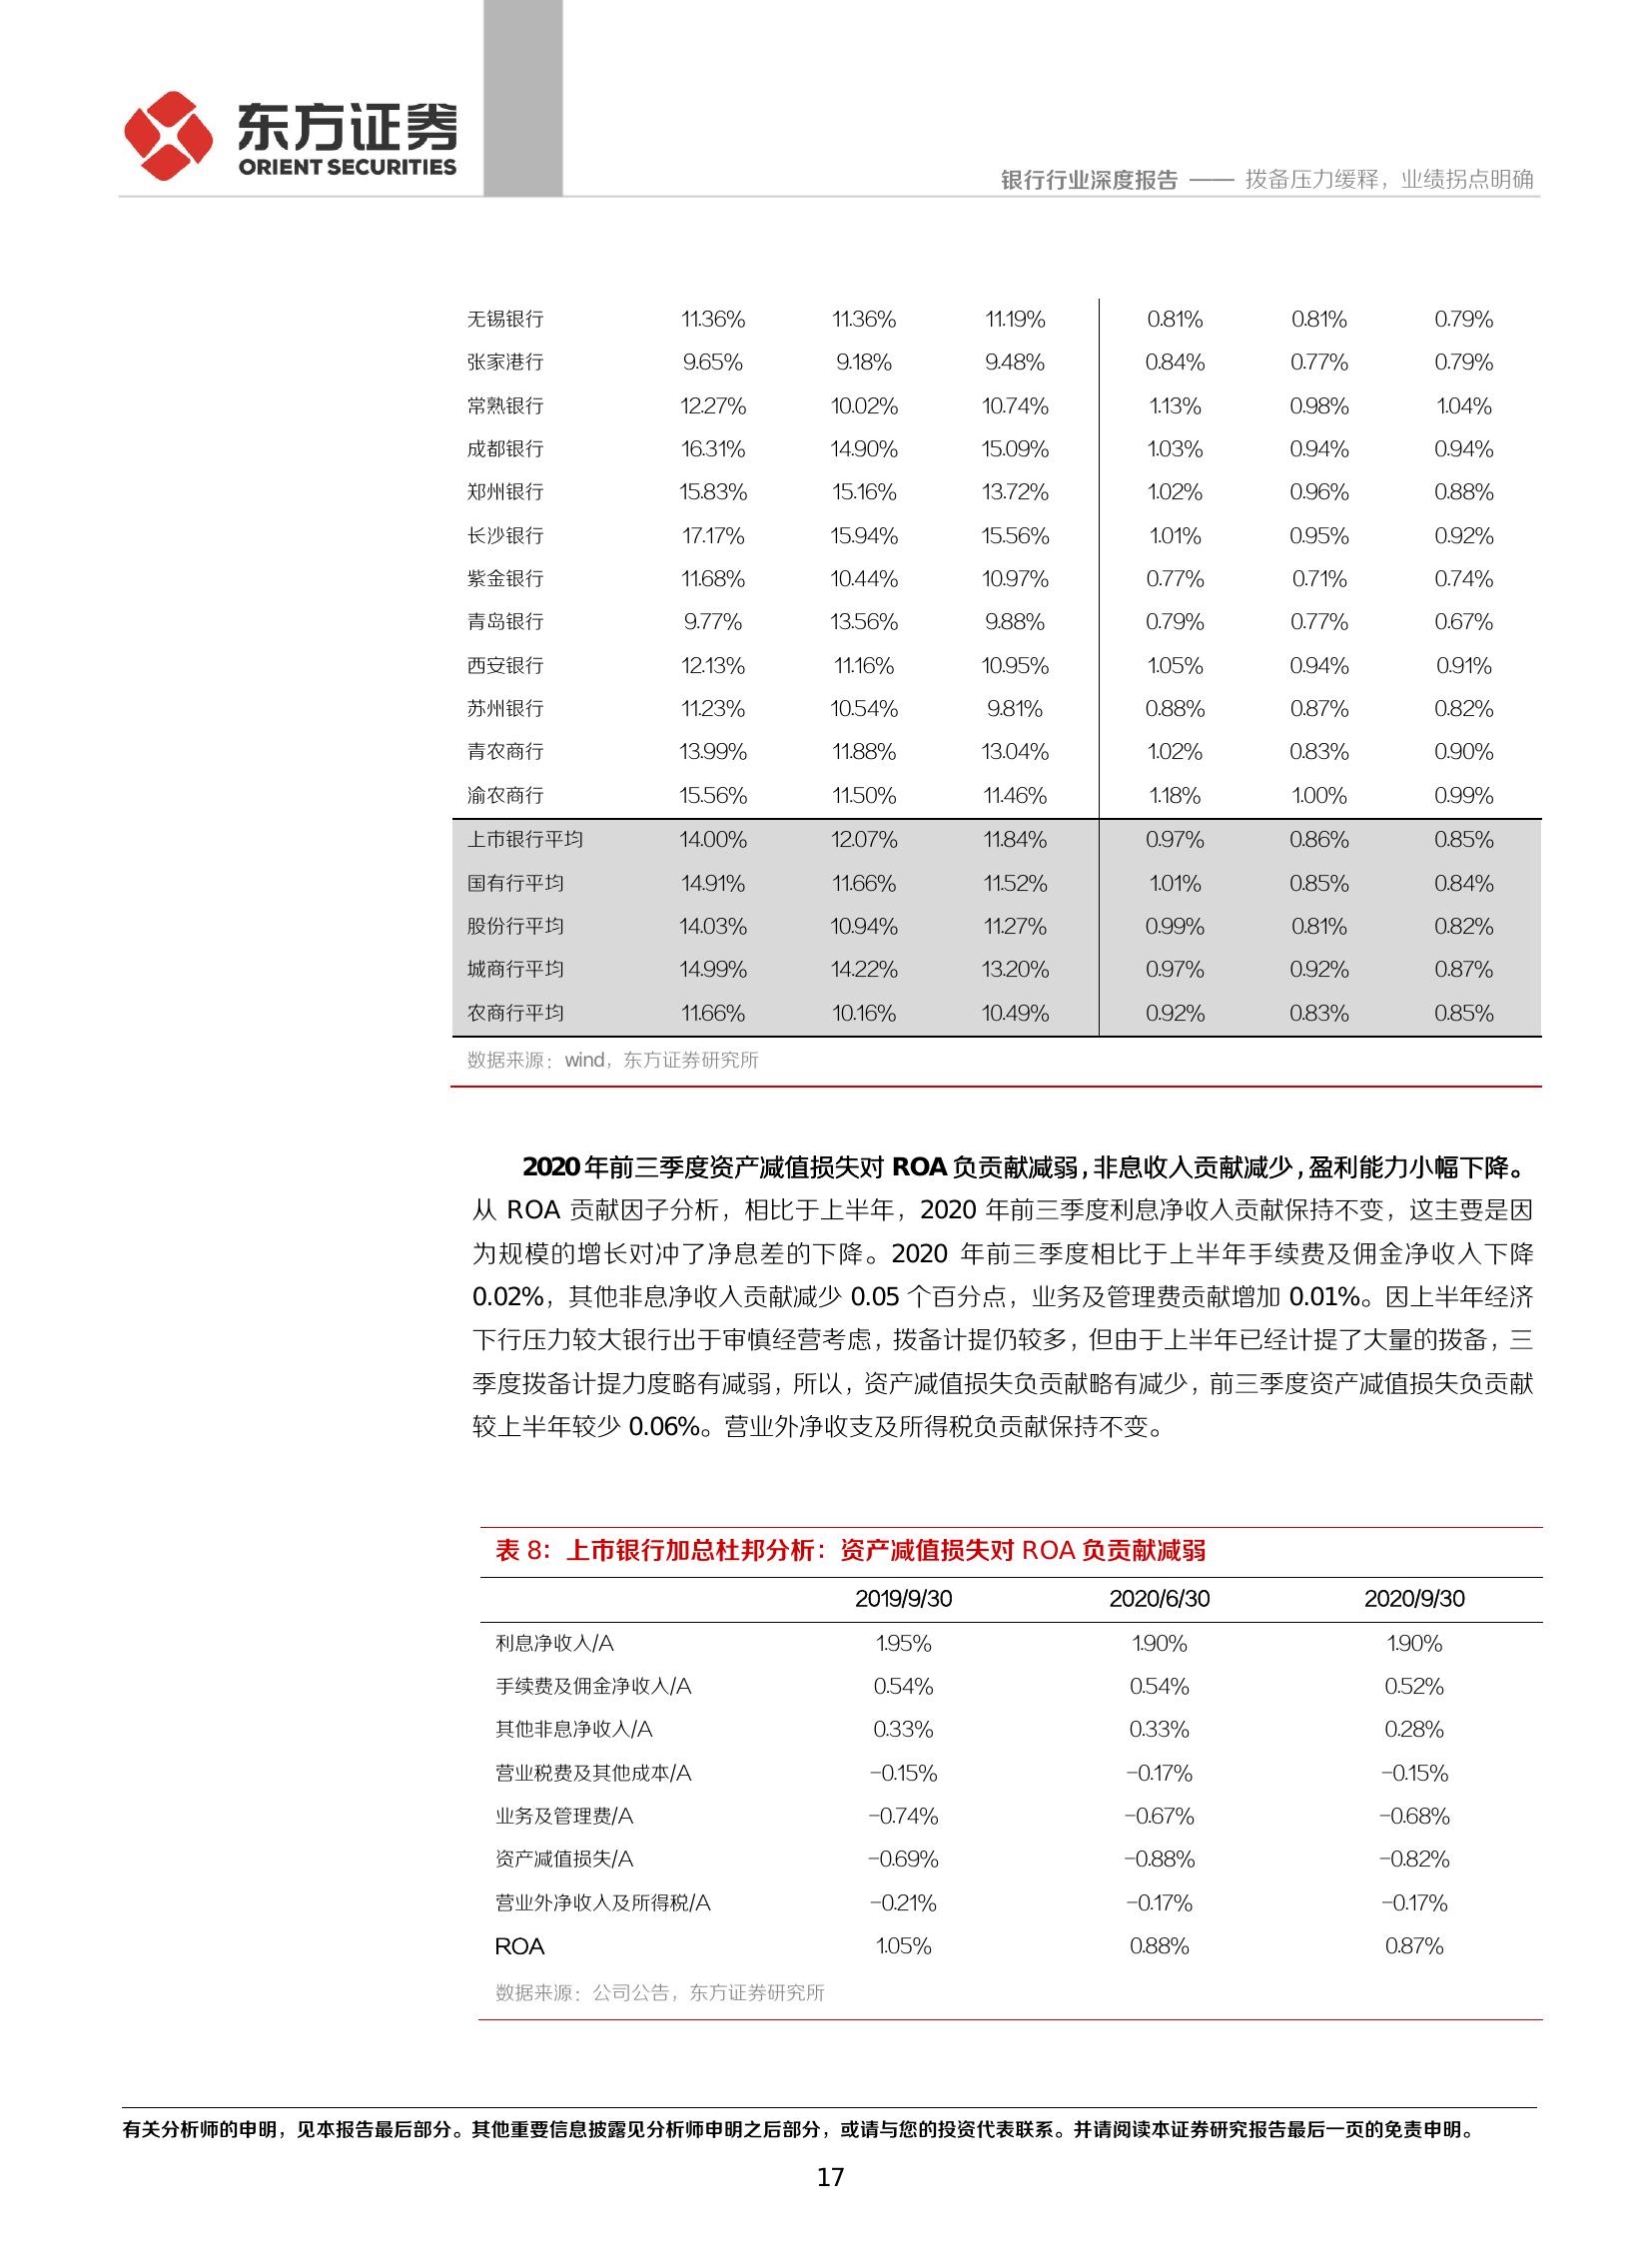 东方证券
ORIENT SECURITIES
银行行业深度报告 —— 拨备压力缓释，业绩拐点明确
无锡银行 11.36% 11.36% 11.19% 0.81% 0.81% 0.79%
张家港行 9.65% 9.18% 9.48% 0.84% 0.77% 0.79%
常熟银行 12.27% 10.02% 10.74% 1.13% 0.98% 1.04%
成都银行 16.31% 14.90% 15.09% 1.03% 0.94% 0.94%
郑州银行 15.83% 15.16% 13.72% 1.02% 0.96% 0.88%
长沙银行 17.17% 15.94% 15.56% 1.01% 0.95% 0.92%
紫金银行 11.68% 10.44% 10.97% 0.77% 0.71% 0.74%
青岛银行 9.77% 13.56% 9.88% 0.79% 0.77% 0.67%
西安银行 12.13% 11.16% 10.95% 1.05% 0.94% 0.91%
苏州银行 11.23% 10.54% 9.81% 0.88% 0.87% 0.82%
青农商行 13.99% 11.88% 13.04% 1.02% 0.83% 0.90%
渝农商行 15.56% 11.50% 11.46% 1.18% 1.00% 0.99%
上市银行平均 14.00% 12.07% 11.84% 0.97% 0.86% 0.85%
国有行平均 14.91% 11.66% 11.52% 1.01% 0.85% 0.84%
股份行平均 14.03% 10.94% 11.27% 0.99% 0.81% 0.82%
城商行平均 14.99% 14.22% 13.20% 0.97% 0.92% 0.87%
农商行平均 11.66% 10.16% 10.49% 0.92% 0.83% 0.85%
数据来源：wind，东方证券研究所
2020年前三季度资产减值损失对 ROA 负贡献减弱，非息收入贡献减少，盈利能力小幅下降。
从 ROA 贡献因子分析，相比于上半年，2020 年前三季度利息净收入贡献保持不变，这主要是因
为规模的增长对冲了净息差的下降。2020 年前三季度相比于上半年手续费及佣金净收入下降
0.02%，其他非息净收入贡献减少 0.05 个百分点，业务及管理费贡献增加 0.01%。因上半年经济
下行压力较大银行出于审慎经营考虑，拨备计提仍较多，但由于上半年已经计提了大量的拨备，三
季度拨备计提力度略有减弱，所以，资产减值损失负贡献略有减少，前三季度资产减值损失负贡献
较上半年较少 0.06%。营业外净收支及所得税负贡献保持不变。
表 8：上市银行加总杜邦分析：资产减值损失对 ROA 负贡献减弱
2019/9/30 2020/6/30 2020/9/30
利息净收入/A 1.95% 1.90% 1.90%
手续费及佣金净收入/A 0.54% 0.54% 0.52%
其他非息净收入/A 0.33% 0.33% 0.28%
营业税费及其他成本/A -0.15% -0.17% -0.15%
业务及管理费/A -0.74% -0.67% -0.68%
资产减值损失/A -0.69% -0.88% -0.82%
营业外净收入及所得税/A -0.21% -0.17% -0.17%
ROA 1.05% 0.88% 0.87%
数据来源：公司公告，东方证券研究所
有关分析师的申明，见本报告最后部分。其他重要信息披露见分析师申明之后部分，或请与您的投资代表联系。并请阅读本证券研究报告最后一页的免责申明。
17